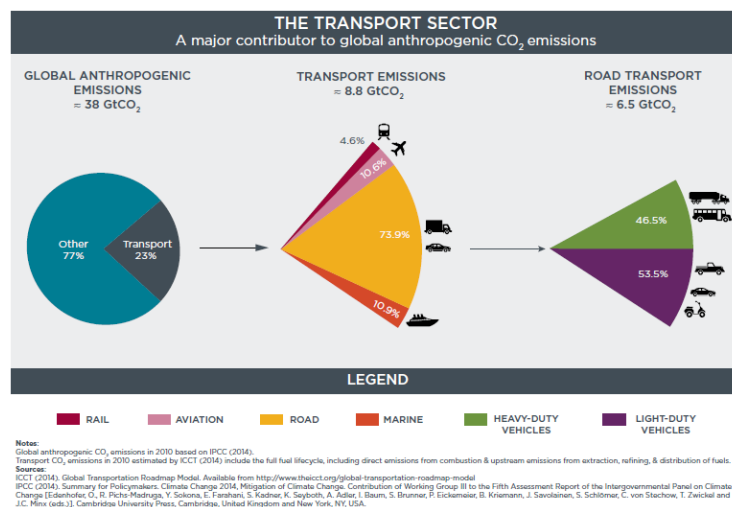 THE TRANSPORT SECTOR
A major contributor to global anthropogenic CO₂ emissions
GLOBAL ANTHROPOGENIC
EMISSIONS
≈ 38 GtCO₂
TRANSPORT EMISSIONS
≈ 8.8 GtCO₂
ROAD TRANSPORT
EMISSIONS
≈ 6.5 GtCO₂
Other
77%
Transport
23%
4.6%
10.6%
73.9%
10.9%
46.5%
53.5%
LEGEND
RAIL
AVIATION
ROAD
MARINE
HEAVY-DUTY
VEHICLES
LIGHT-DUTY
VEHICLES
Notes:
Global anthropogenic CO₂ emissions in 2010 based on IPCC (2014).
Transport CO₂ emissions in 2010 estimated by ICCT (2014) include the full fuel lifecycle, including direct emissions from combustion & upstream emissions from extraction, refining, & distribution of fuels.
Sources:
ICCT (2014). Global Transportation Roadmap Model. Available from http://www.theicct.org/global-transportation-roadmap-model
IPCC (2014). Summary for Policymakers. Climate Change 2014, Mitigation of Climate Change. Contribution of Working Group III to the Fifth Assessment Report of the Intergovernmental Panel on Climate
Change [Edenhofer, O., R. Pichs-Madruga, Y. Sokona, E. Farahani, S. Kadner, K. Seyboth, A. Adler, I. Baum, S. Brunner, P. Eickemeier, B. Kriemann, J. Savolainen, S. Schlömer, C. von Stechow, T. Zwickel and
J.C. Minx (eds.)]. Cambridge University Press, Cambridge, United Kingdom and New York, NY, USA.